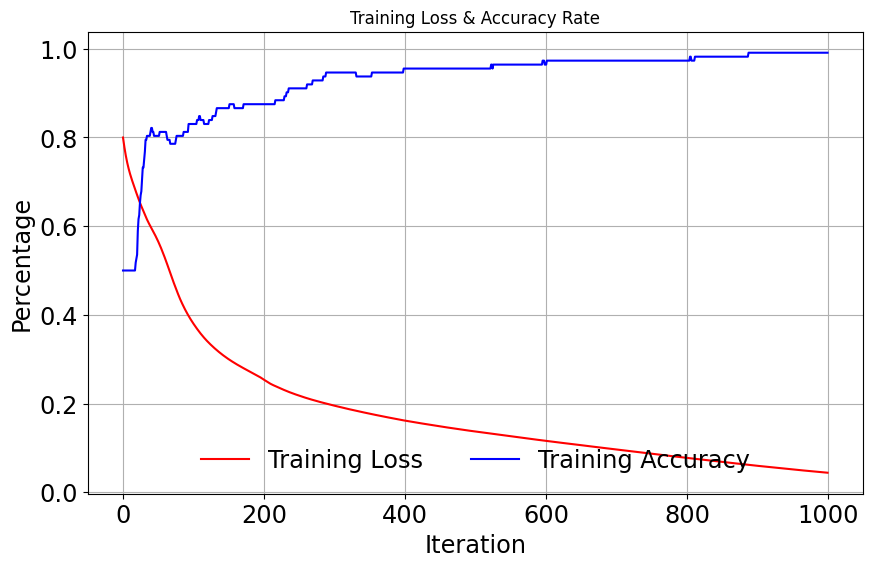 Training Loss & Accuracy Rate
1.0
0.8
0.6
0.4
0.2
0.0
Percentage
Training Loss Training Accuracy
0 200 400 600 800 1000
Iteration